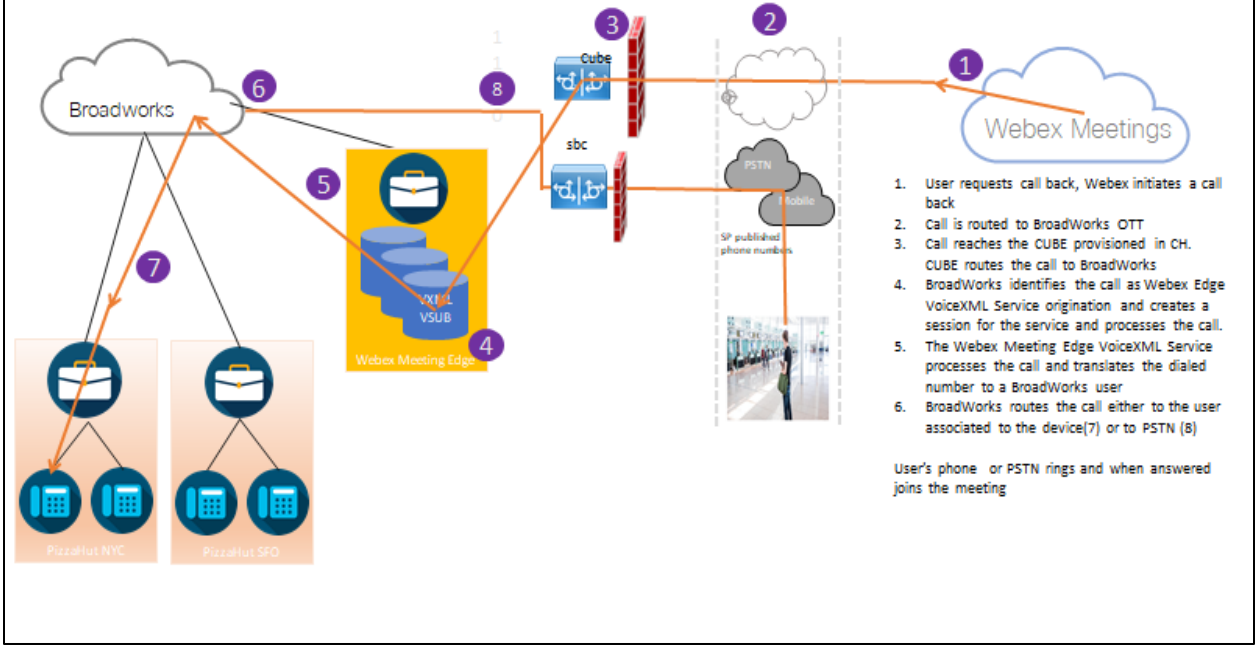 3
2
1
1
Cube
1
6
8
Broadworks
0
Webex Meetings
sbc
PSTN
5
Mobile
SP published
phone numbers
7
VXML
VSUB
4
Webex Meeting Edge
PizzaHut NYC
PizzaHut SFO
1. User requests call back, Webex initiates a call
back
2. Call is routed to BroadWorks OTT
3. Call reaches the CUBE provisioned in CH.
CUBE routes the call to BroadWorks
4. BroadWorks identifies the call as Webex Edge
VoiceXML Service origination and creates a
session for the service and processes the call.
5. The Webex Meeting Edge VoiceXML Service
processes the call and translates the dialed
number to a BroadWorks user
6. BroadWorks routes the call either to the user
associated to the device(7) or to PSTN (8)
User's phone or PSTN rings and when answered
joins the meeting